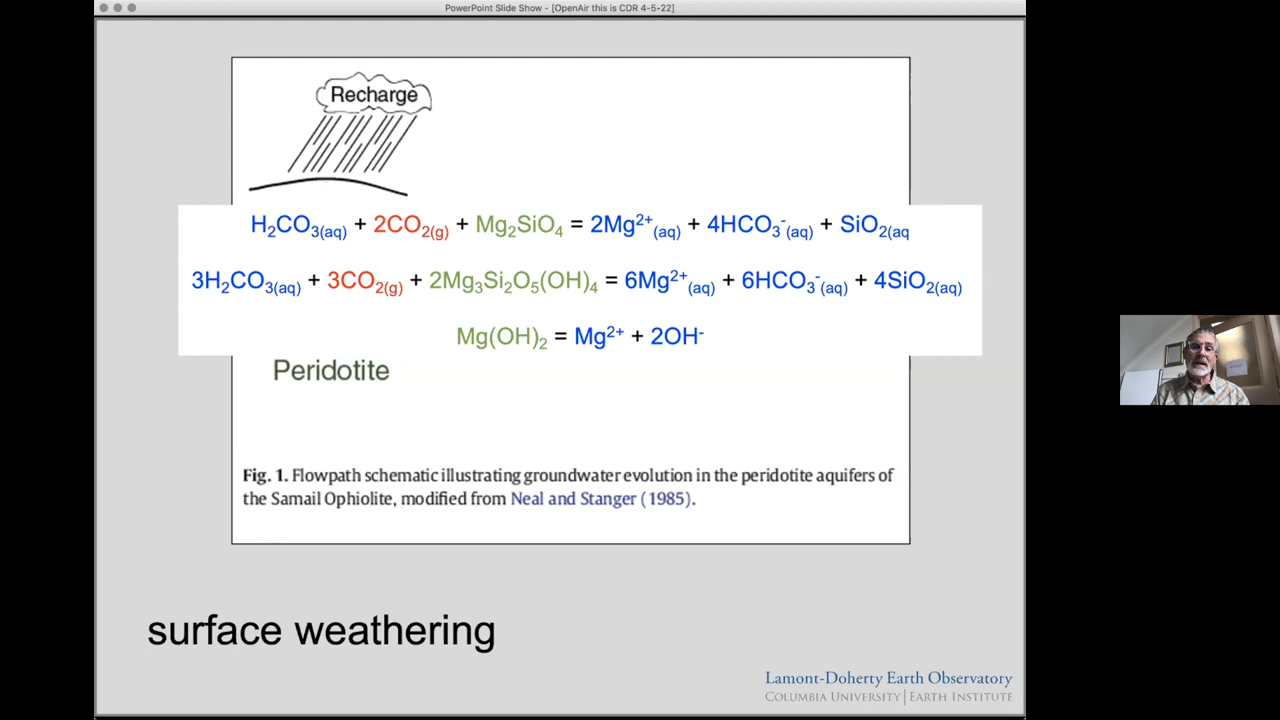 PowerPoint Slide Show - [OpenAir this is CDR 4-5-22]
Recharge
H₂CO₃(aq) + 2CO₂(g) + Mg₂SiO₄ = 2Mg²⁺(aq) + 4HCO₃⁻(aq) + SiO₂(aq
3H₂CO₃(aq) + 3CO₂(g) + 2Mg₃Si₂O₅(OH)₄ = 6Mg²⁺(aq) + 6HCO₃⁻(aq) + 4SiO₂(aq)
Mg(OH)₂ = Mg²⁺ + 2OH⁻
Peridotite
Fig. 1. Flowpath schematic illustrating groundwater evolution in the peridotite aquifers of
the Samail Ophiolite, modified from Neal and Stanger (1985).
surface weathering
Lamont-Doherty Earth Observatory
COLUMBIA UNIVERSITY | EARTH INSTITUTE